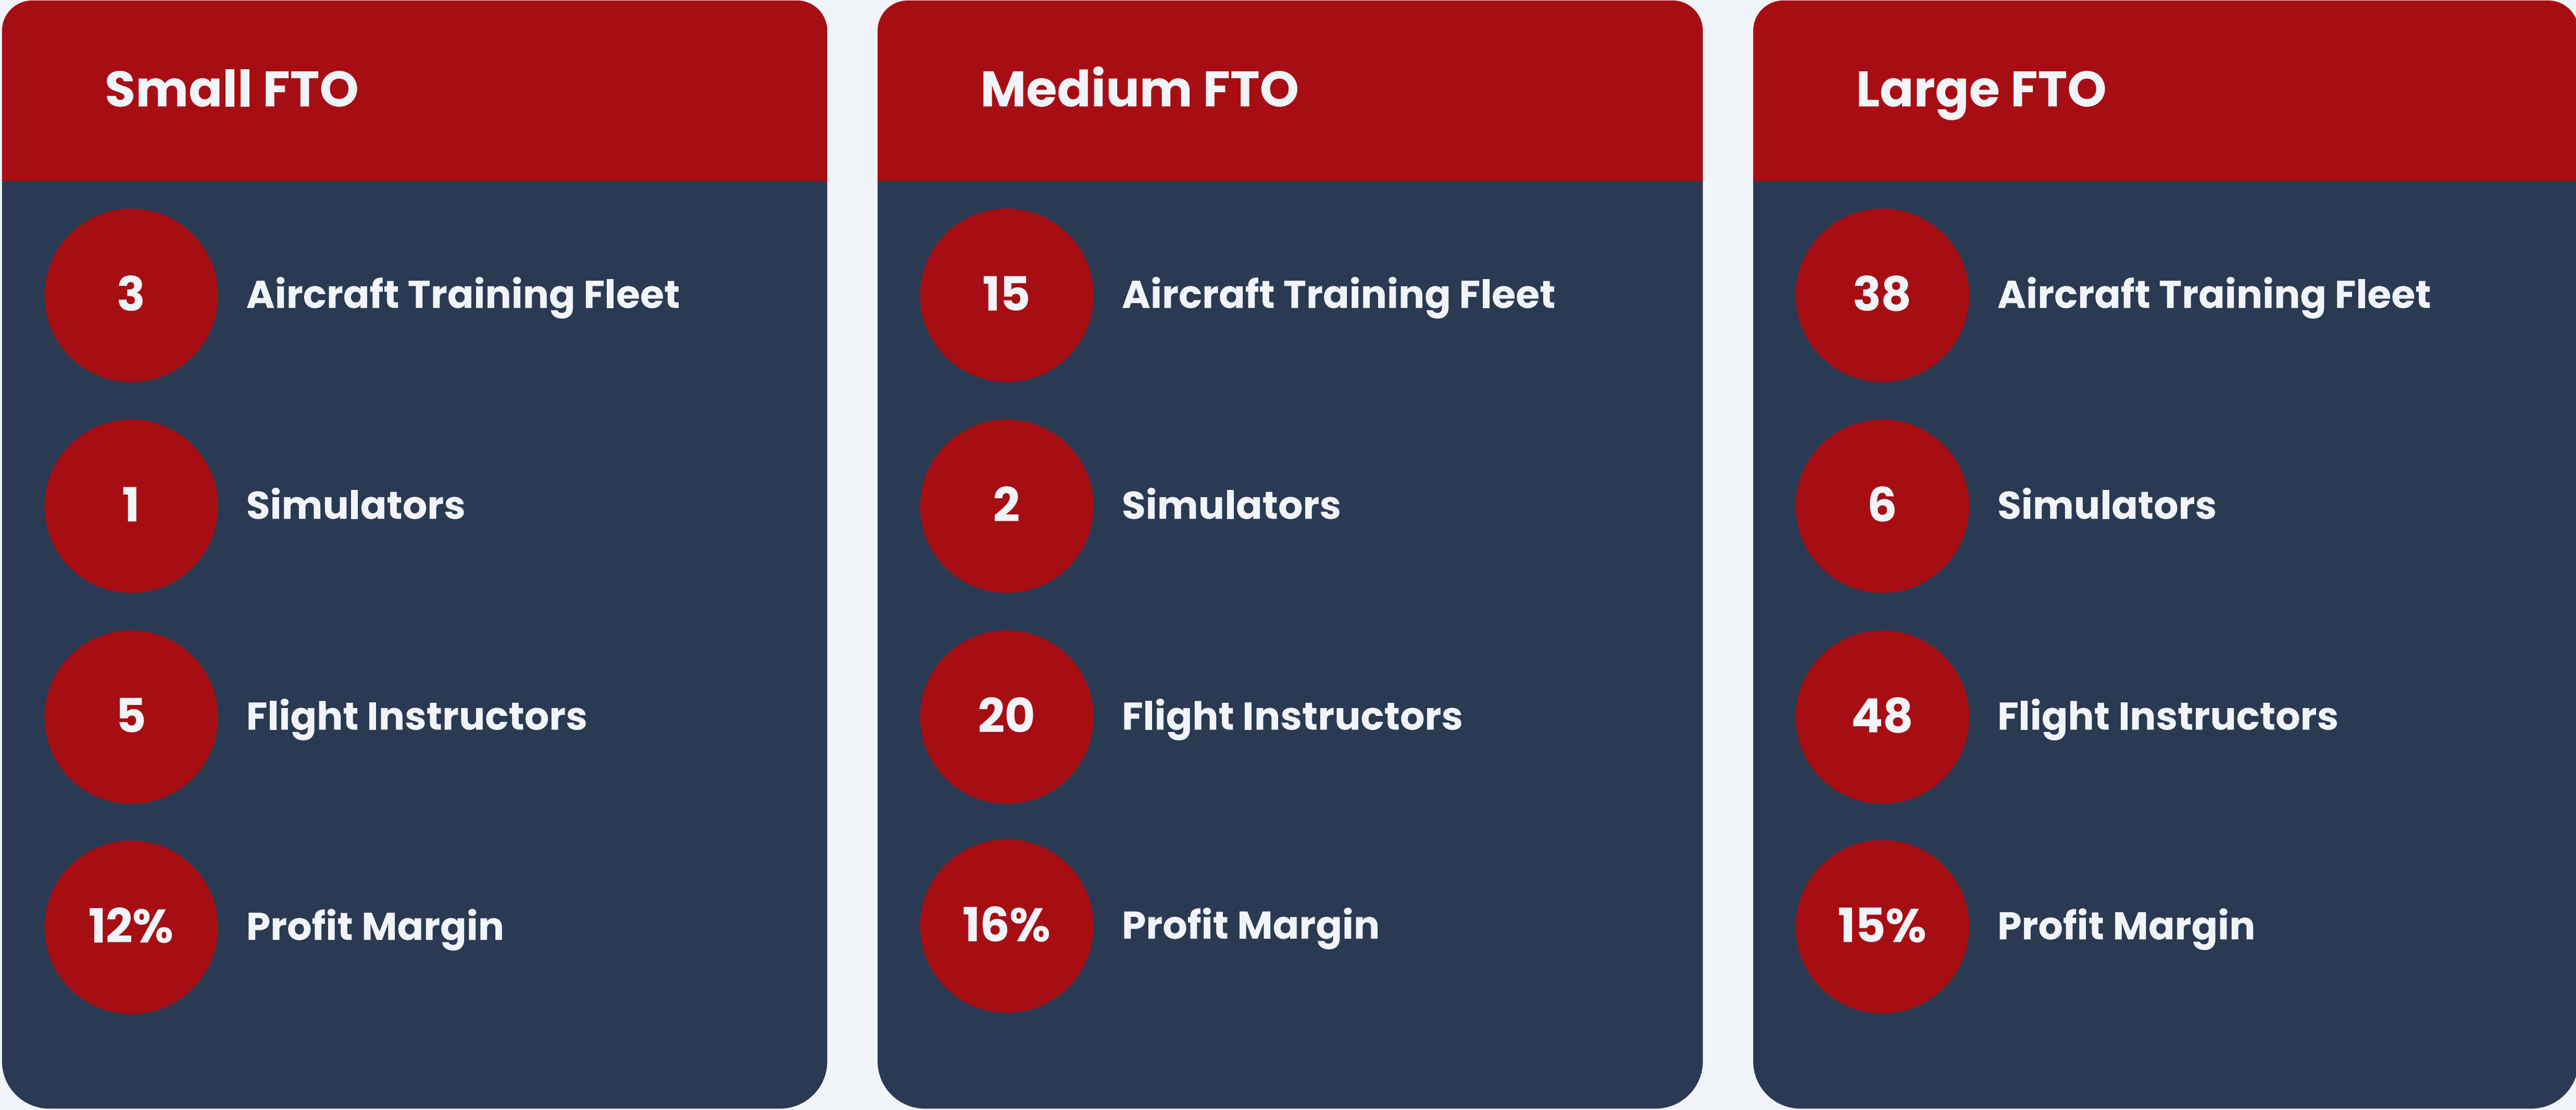 Small FTO
3 Aircraft Training Fleet
1 Simulators
5 Flight Instructors
12% Profit Margin
Medium FTO
15 Aircraft Training Fleet
2 Simulators
20 Flight Instructors
16% Profit Margin
Large FTO
38 Aircraft Training Fleet
6 Simulators
48 Flight Instructors
15% Profit Margin